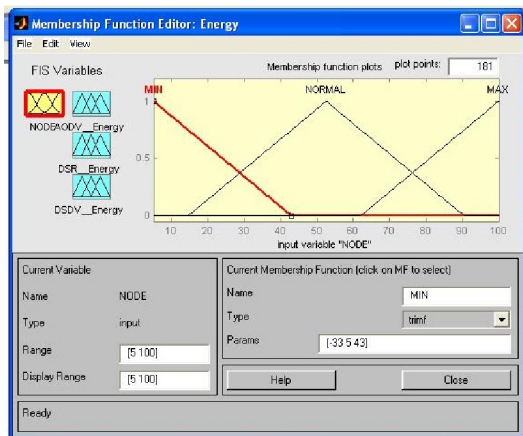 Membership Function Editor: Energy
File Edit View
FIS Variables
Membership function plots plot points: 181
MIN NORMAL MAX
1
0.5
0
10 20 30 40 50 60 70 80 90 100
input variable "NODE"
NODE AODV__Energy
DSR__Energy
DSDV__Energy
Current Variable
Name NODE
Type input
Range [5 100]
Display Range [5 100]
Current Membership Function (click on MF to select)
Name MIN
Type trimf
Params [-33 5 43]
Help Close
Ready